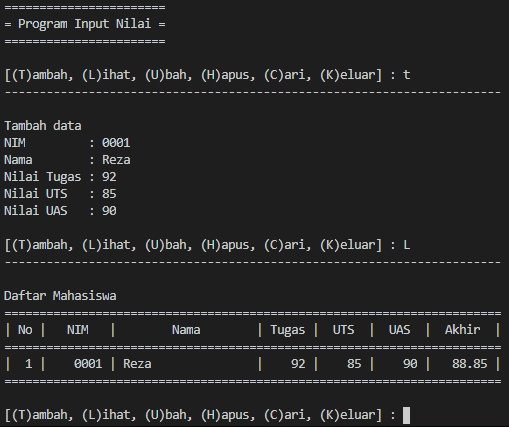 =======================
= Program Input Nilai =
=======================
[(T)ambah, (L)ihat, (U)bah, (H)apus, (C)ari, (K)eluar] : t
-----------------------------------------------------------------------
Tambah data
NIM         : 0001
Nama        : Reza
Nilai Tugas : 92
Nilai UTS   : 85
Nilai UAS   : 90
[(T)ambah, (L)ihat, (U)bah, (H)apus, (C)ari, (K)eluar] : L
-----------------------------------------------------------------------
Daftar Mahasiswa
=======================================================================
| No |   NIM   |        Nama        | Tugas |  UTS  |  UAS  |  Akhir  |
=======================================================================
|  1 |    0001 | Reza               |    92 |    85 |    90 |   88.85 |
=======================================================================
[(T)ambah, (L)ihat, (U)bah, (H)apus, (C)ari, (K)eluar] :